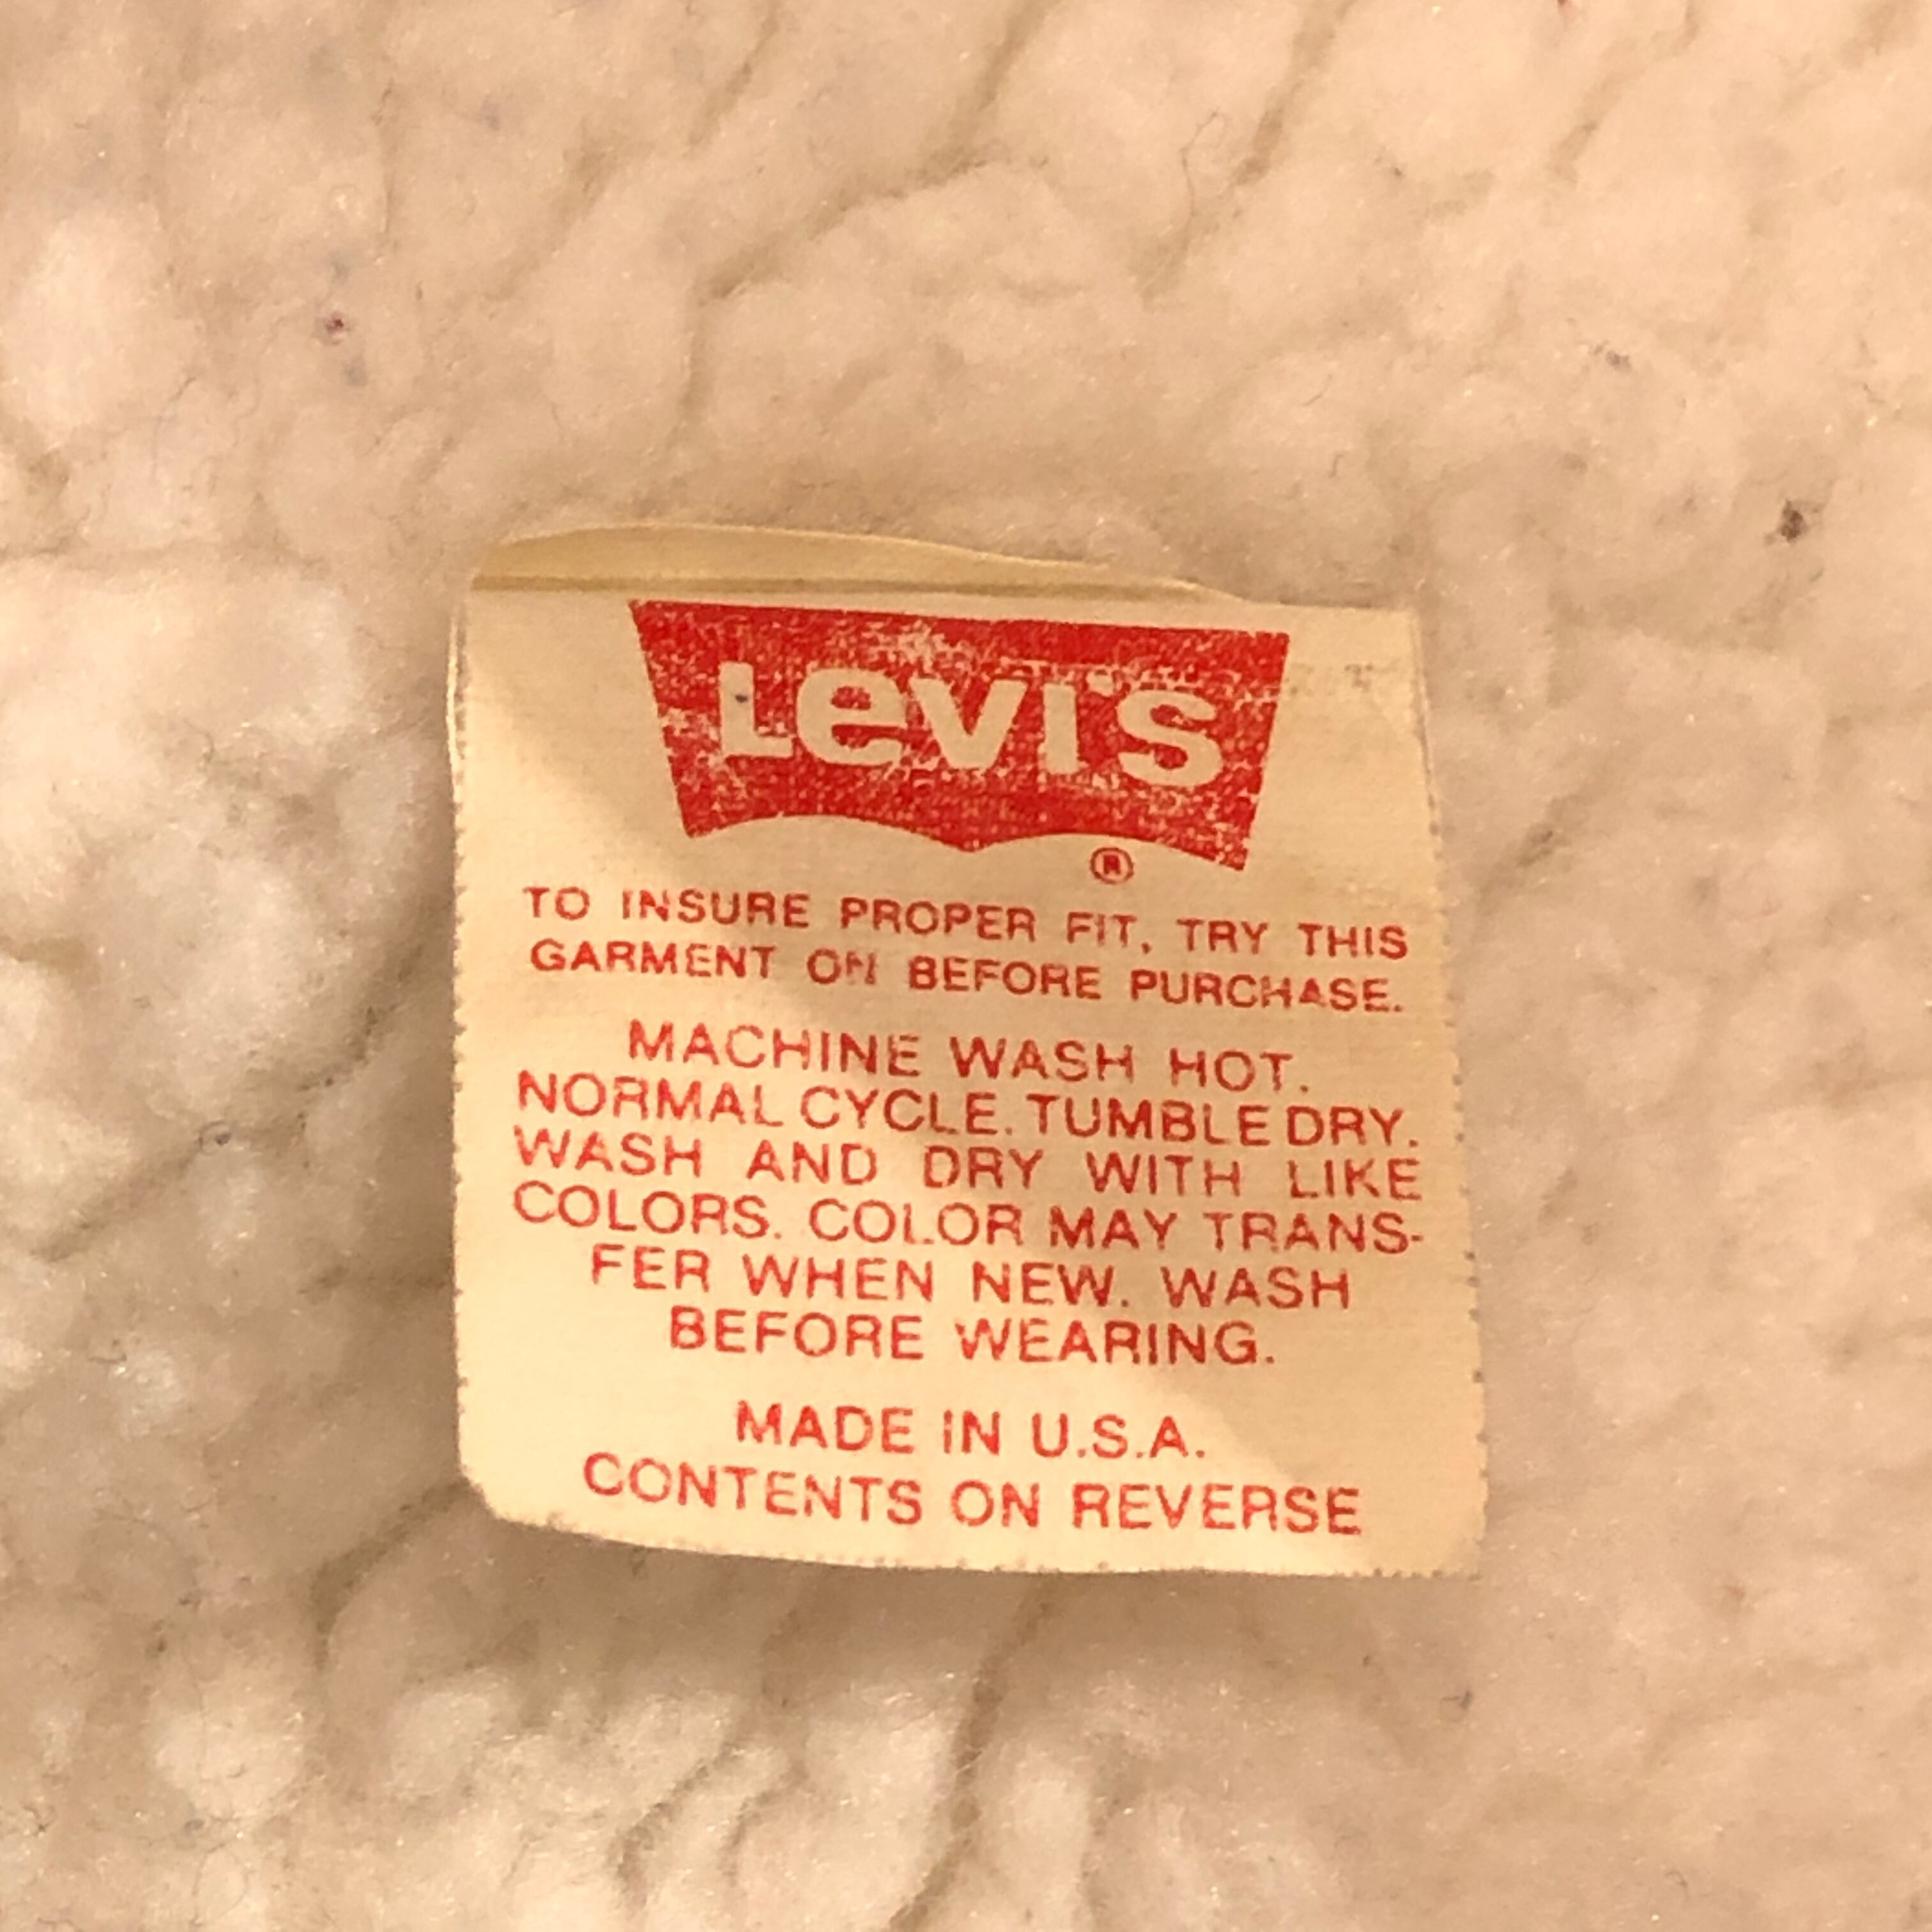 Levi's
®
TO INSURE PROPER FIT, TRY THIS
GARMENT ON BEFORE PURCHASE.
MACHINE WASH HOT.
NORMAL CYCLE. TUMBLE DRY.
WASH AND DRY WITH LIKE
COLORS. COLOR MAY TRANS-
FER WHEN NEW. WASH
BEFORE WEARING.
MADE IN U.S.A.
CONTENTS ON REVERSE